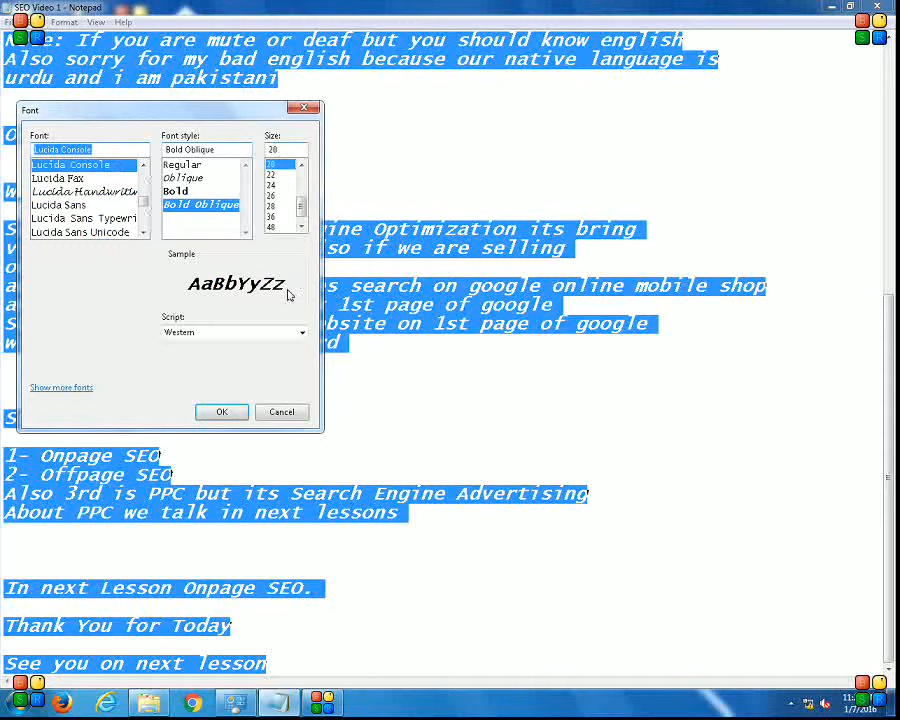 SEO Video 1 - Notepad
Format View Help
If you are mute or deaf but you should know english
Also sorry for my bad english because our native language is
urdu and i am pakistani
Font
Font: Font style: Size:
Lucida Console Bold Oblique 20
Lucida Console Regular 20
Lucida Fax Oblique 22
Lucida Handwritin Bold 24
Lucida Sans Bold Oblique 26
Lucida Sans Typewri 28
Lucida Sans Unicode 36
48
Optimization its bring
so if we are selling
Sample
AaBbYyZz
search on google online mobile shop
1st page of google
Script:
on 1st page of google
Western
Show more fonts
OK Cancel
1- Onpage SEO
2- Offpage SEO
Also 3rd is PPC but its Search Engine Advertising
About PPC we talk in next lessons
In next Lesson Onpage SEO.
Thank You for Today
See you on next lesson
1/7/2016